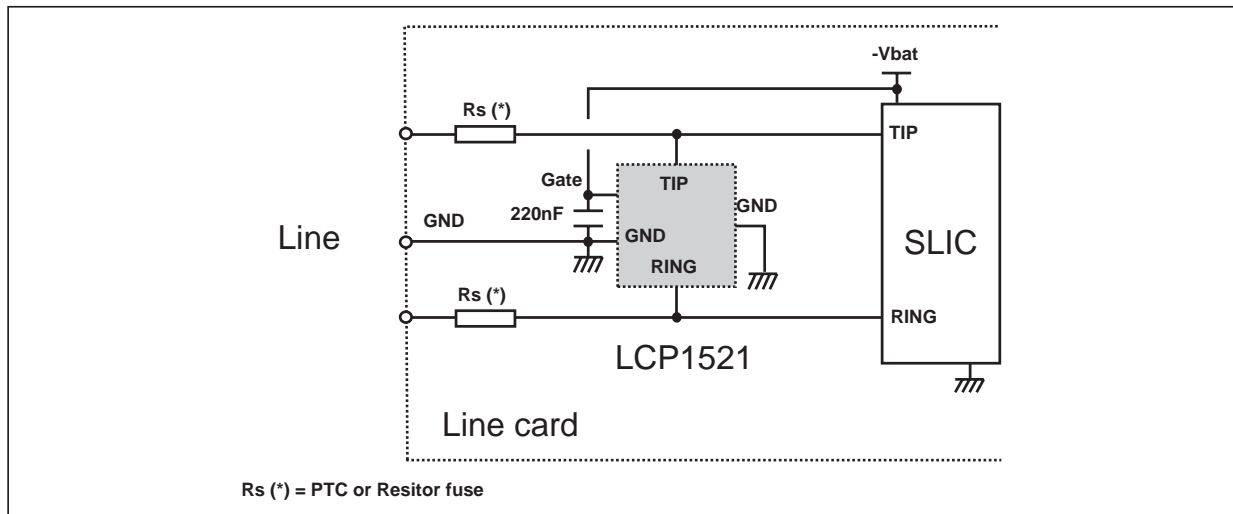 -Vbat
Rs (*)
TIP
Gate
TIP
220nF
GND
GND
GND
Line
SLIC
RING
Rs (*)
RING
LCP1521
Line card
Rs (*) = PTC or Resitor fuse